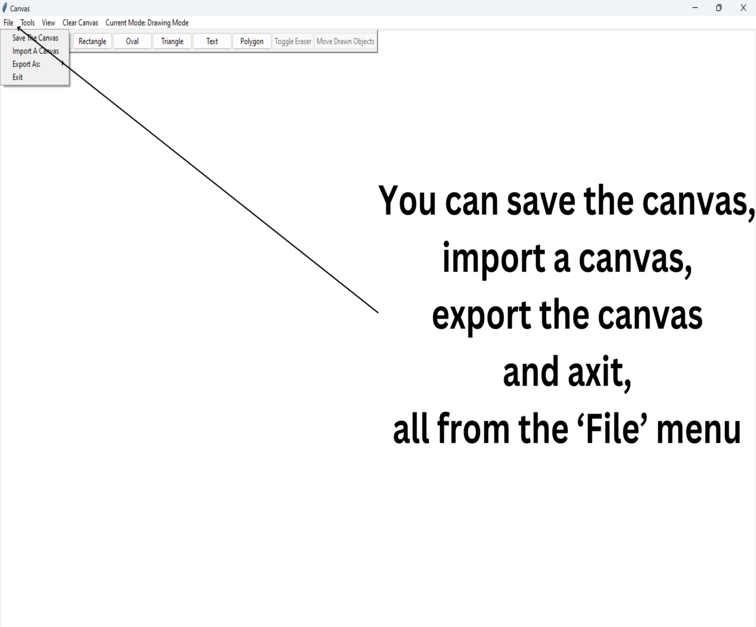 Canvas
File Tools View Clear Canvas Current Mode: Drawing Mode
Rectangle Oval Triangle Text Polygon Toggle Eraser Move Drawn Objects
Save The Canvas
Import A Canvas
Export As:
Exit
You can save the canvas,
import a canvas,
export the canvas
and axit,
all from the ‘File’ menu